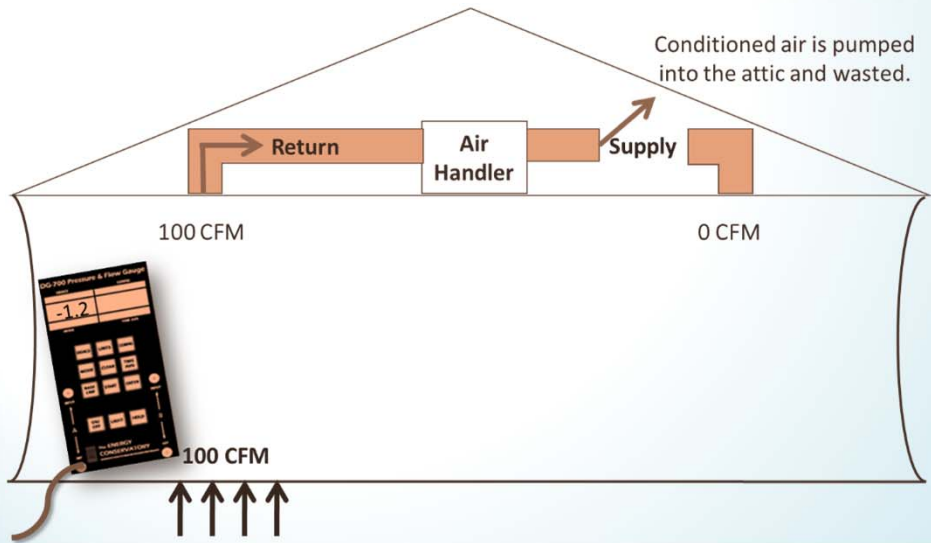 Conditioned air is pumped
into the attic and wasted.
Return
Air
Handler
Supply
100 CFM
0 CFM
DG-700 Pressure & Flow Gauge
-1.2
The ENERGY
CONSERVATORY
100 CFM